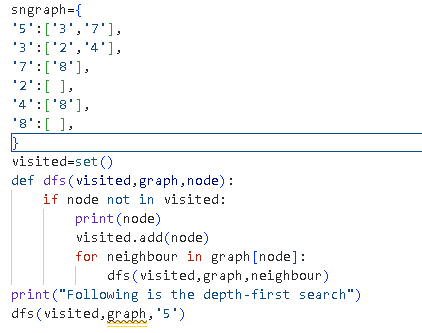 sngraph={
'5':['3','7'],
'3':['2','4'],
'7':['8'],
'2':[ ],
'4':['8'],
'8':[ ],
}
visited=set()
def dfs(visited,graph,node):
    if node not in visited:
        print(node)
        visited.add(node)
        for neighbour in graph[node]:
            dfs(visited,graph,neighbour)
print("Following is the depth-first search")
dfs(visited,graph,'5')